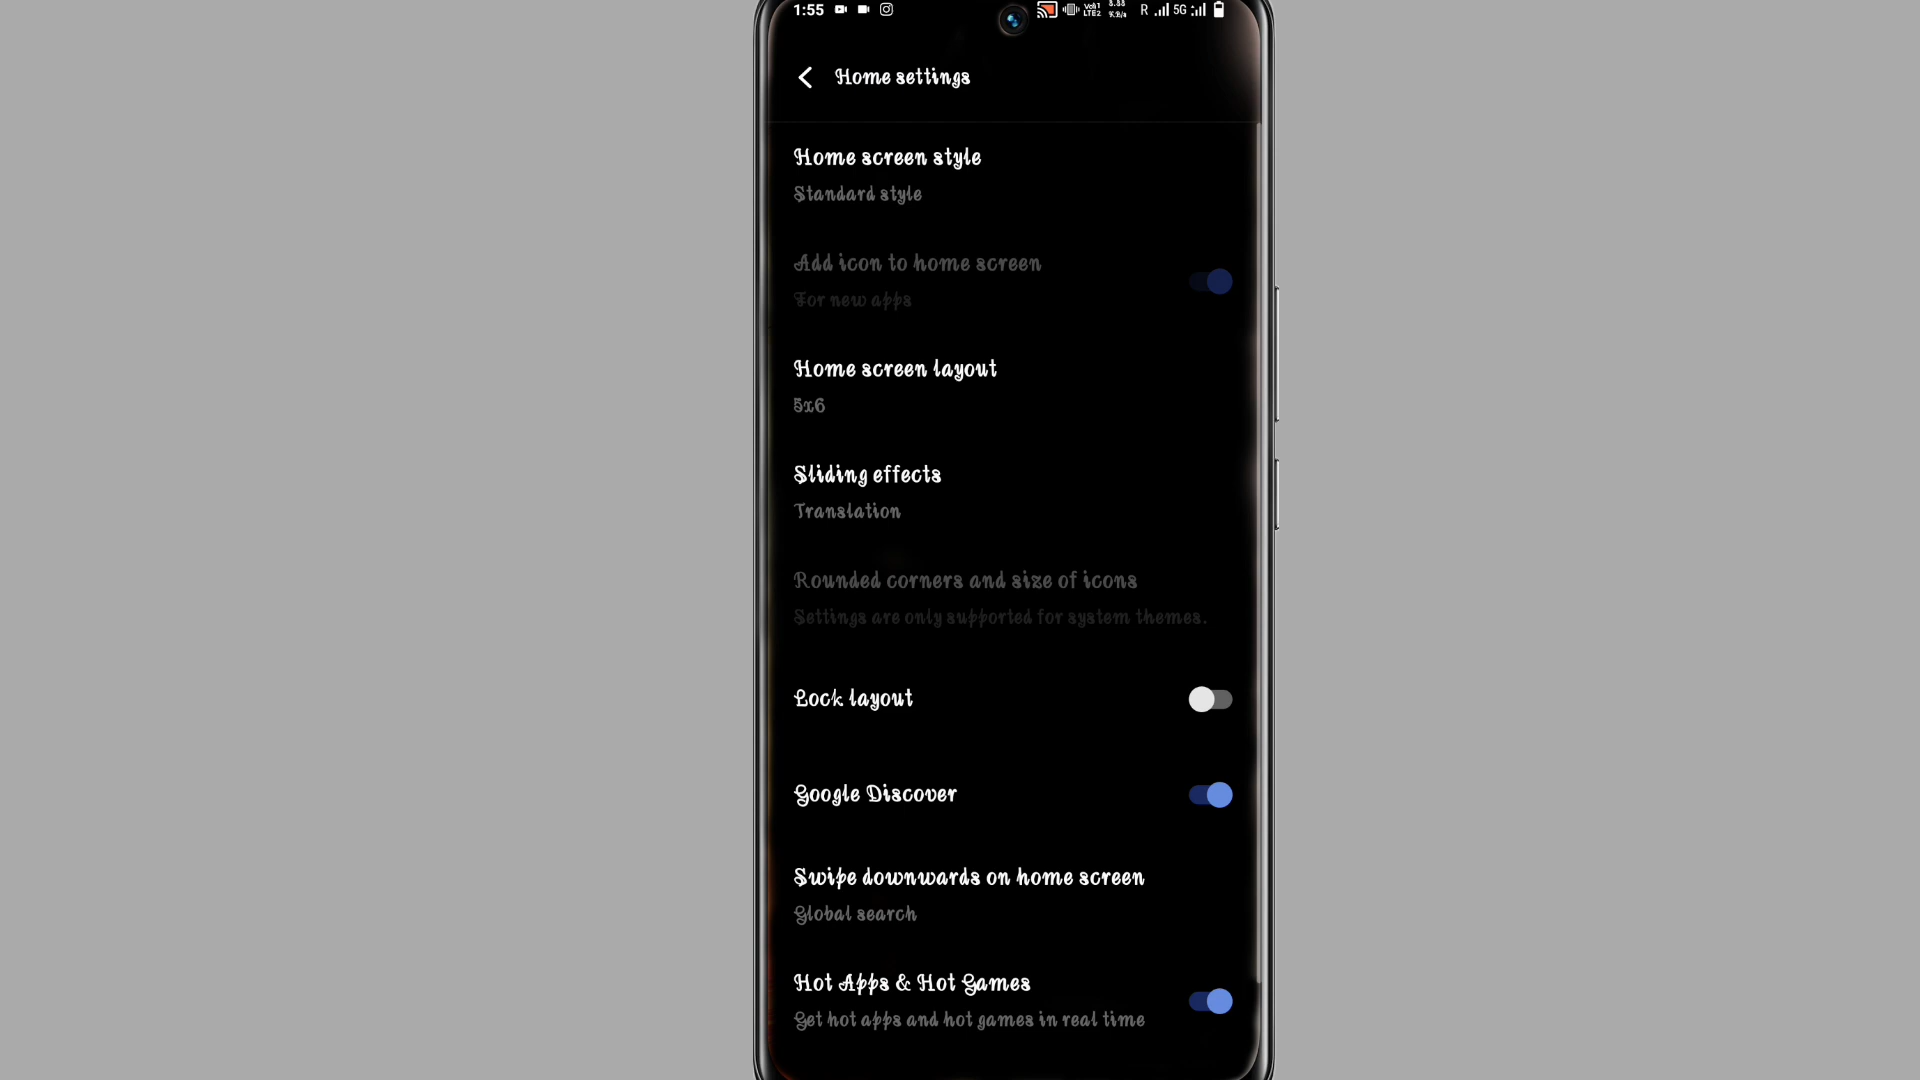 1:55
R 5G
Home settings
Home screen style
Standard style
Add icon to home screen
For new apps
Home screen layout
5x6
Sliding effects
Translation
Rounded corners and size of icons
Settings are only supported for system themes.
Lock layout
Google Discover
Swipe downwards on home screen
Global search
Hot Apps & Hot Games
Get hot apps and hot games in real time